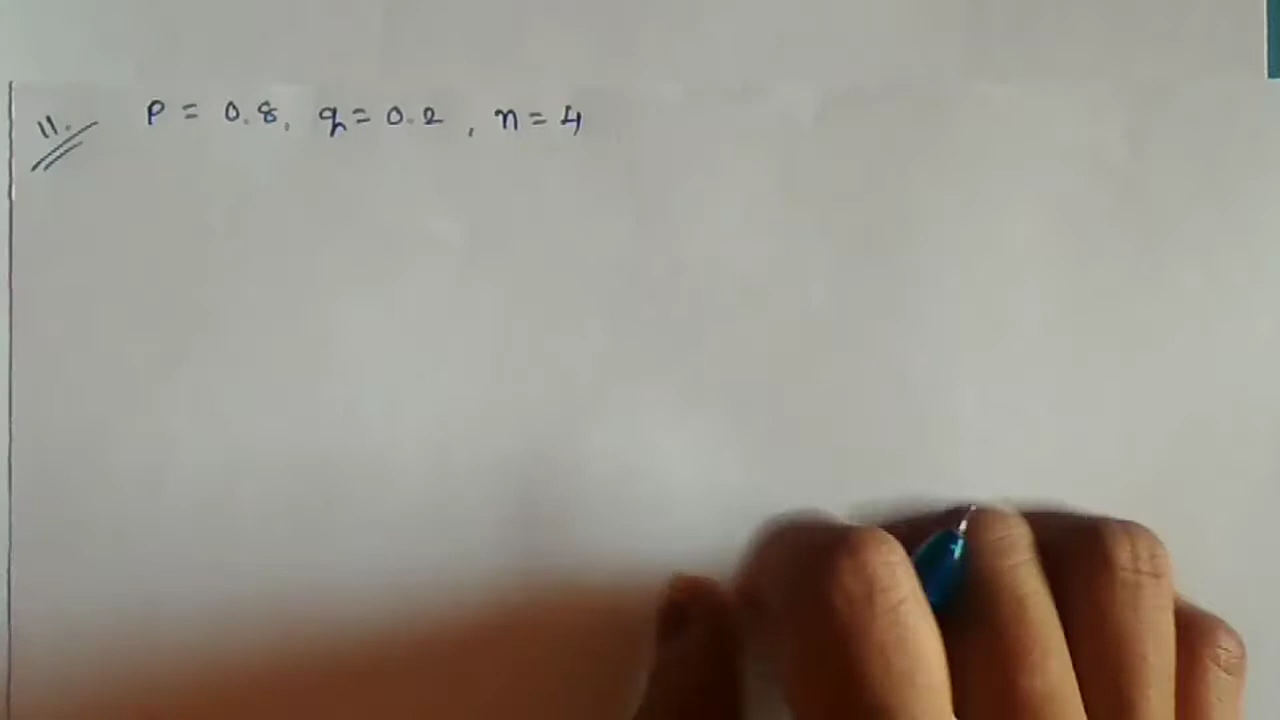 11. P = 0.8, q = 0.2, n = 4